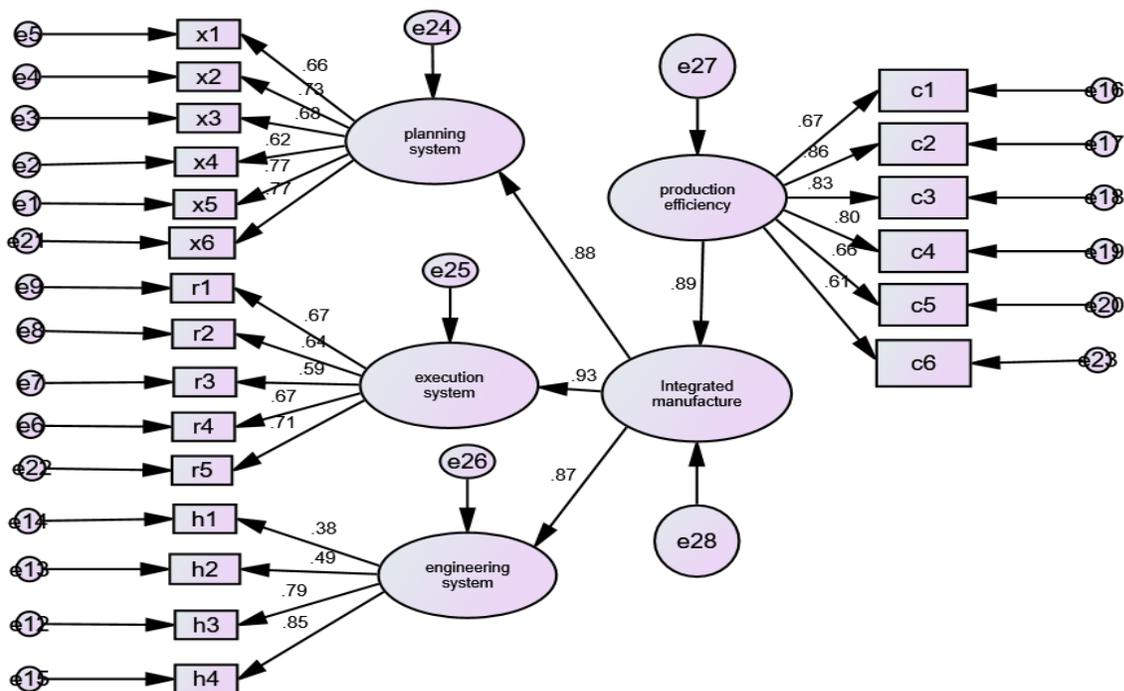 e5
x1
e24
.66
e4
x2
.73
e3
x3
.68
planning
system
.62
e2
x4
.77
e1
x5
.77
e21
x6
e27
c1
e16
.67
c2
e17
.86
.83
c3
e18
production
efficiency
.80
c4
e19
.66
.61
c5
e20
c6
e23
.88
.89
e9
r1
e25
.67
e8
r2
.64
.59
e7
r3
execution
system
.93
Integrated
manufacture
.67
e6
r4
.71
e22
r5
e26
.87
e28
e14
h1
.38
e13
h2
.49
engineering
system
.79
e12
h3
.85
e15
h4